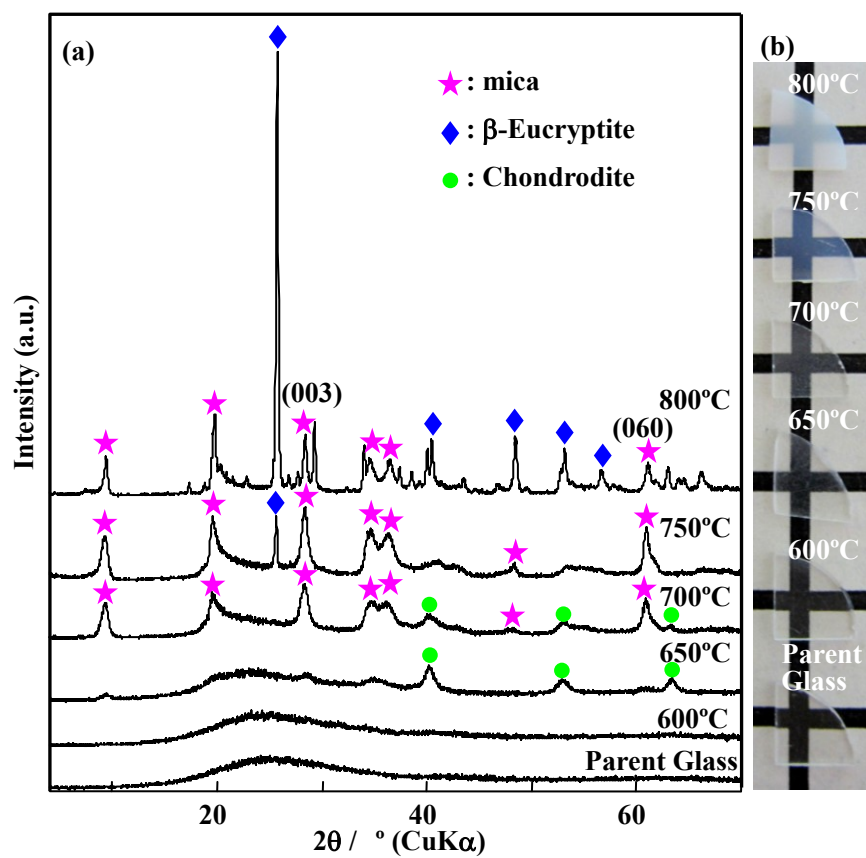 (a)
(b)
: mica
: β-Eucryptite
: Chondrodite
Intensity (a.u.)
(003)
800ºC
(060)
750ºC
700ºC
650ºC
600ºC
Parent Glass
20
40
60
2θ / º (CuKα)
800ºC
750ºC
700ºC
650ºC
600ºC
Parent
Glass